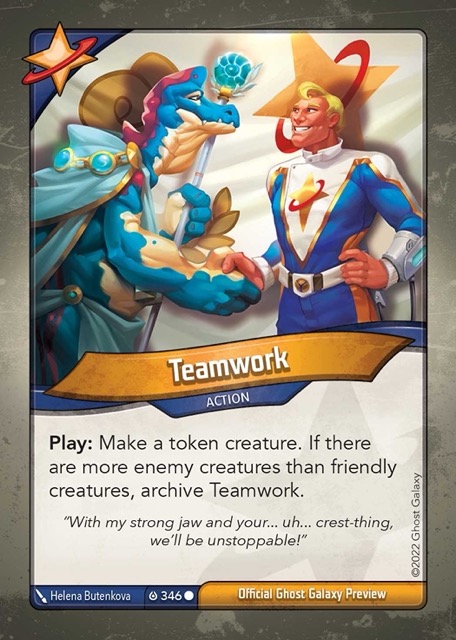 Teamwork
ACTION
Play: Make a token creature. If there
are more enemy creatures than friendly
creatures, archive Teamwork.
“With my strong jaw and your... uh... crest-thing,
we’ll be unstoppable!”
©2022 Ghost Galaxy
Helena Butenkova
346
Official Ghost Galaxy Preview